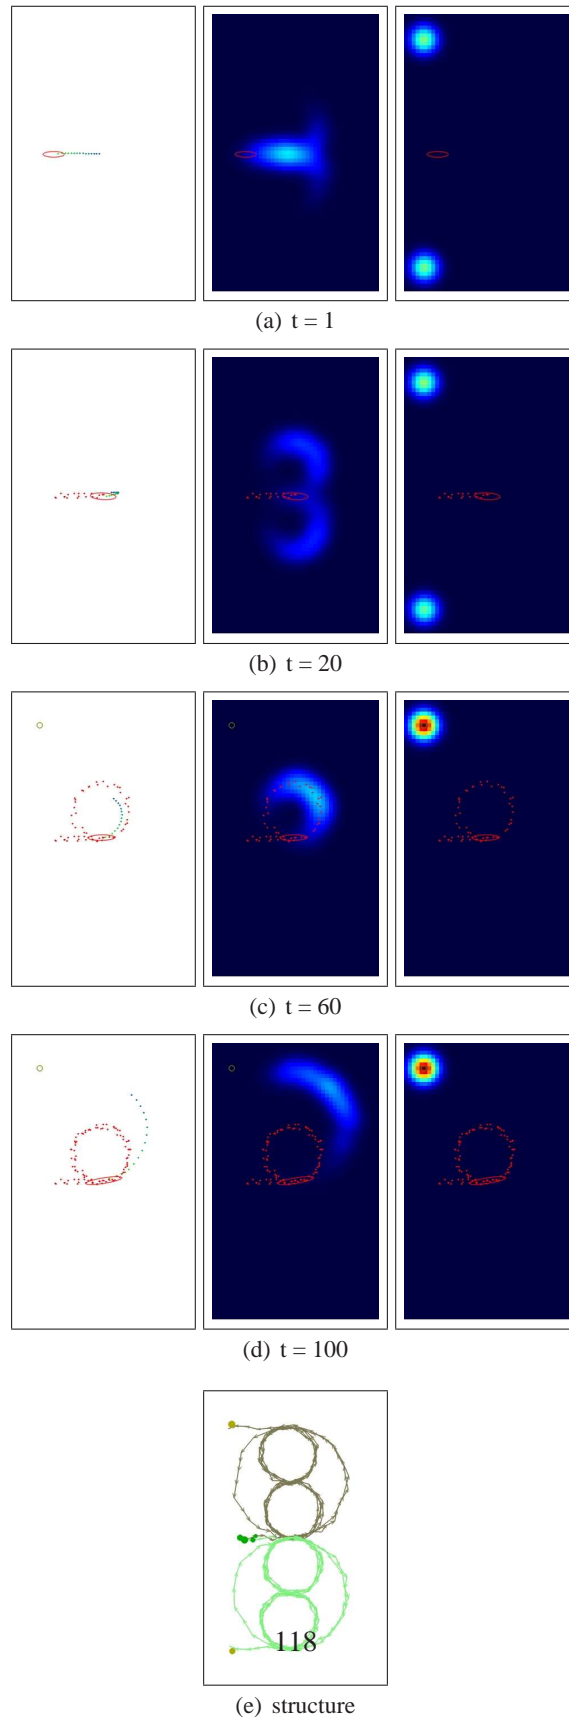 (a) t = 1
(b) t = 20
(c) t = 60
(d) t = 100
118
(e) structure